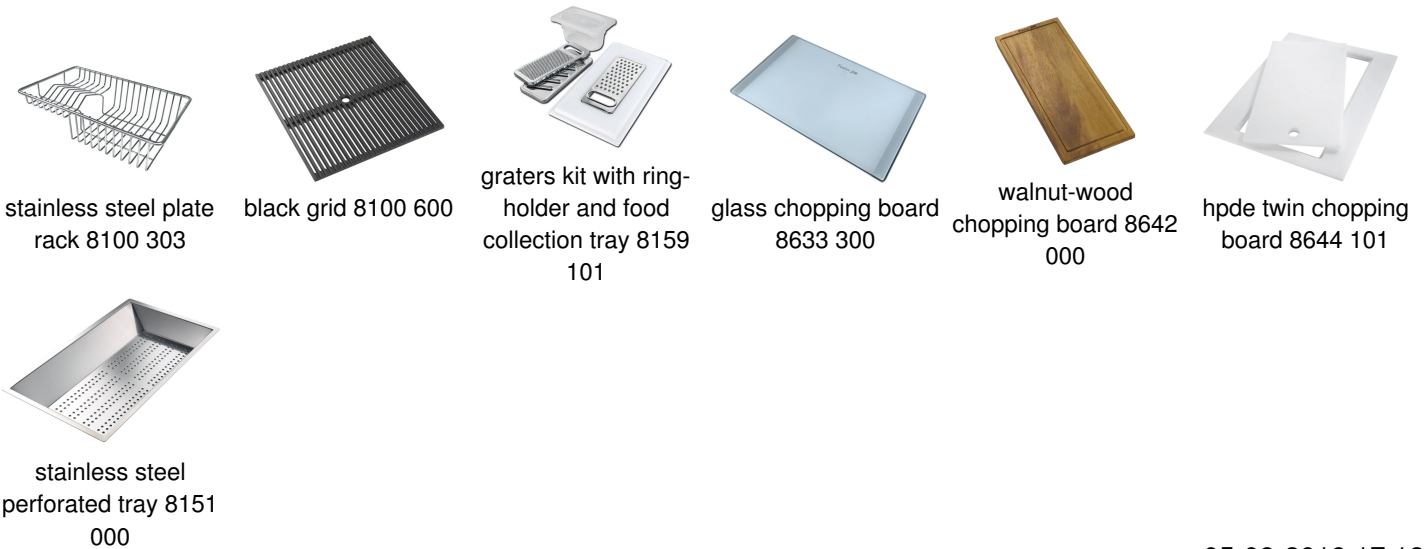 stainless steel plate
rack 8100 303
black grid 8100 600
graters kit with ring-
holder and food
collection tray 8159
101
glass chopping board
8633 300
walnut-wood
chopping board 8642
000
hpde twin chopping
board 8644 101
stainless steel
perforated tray 8151
000